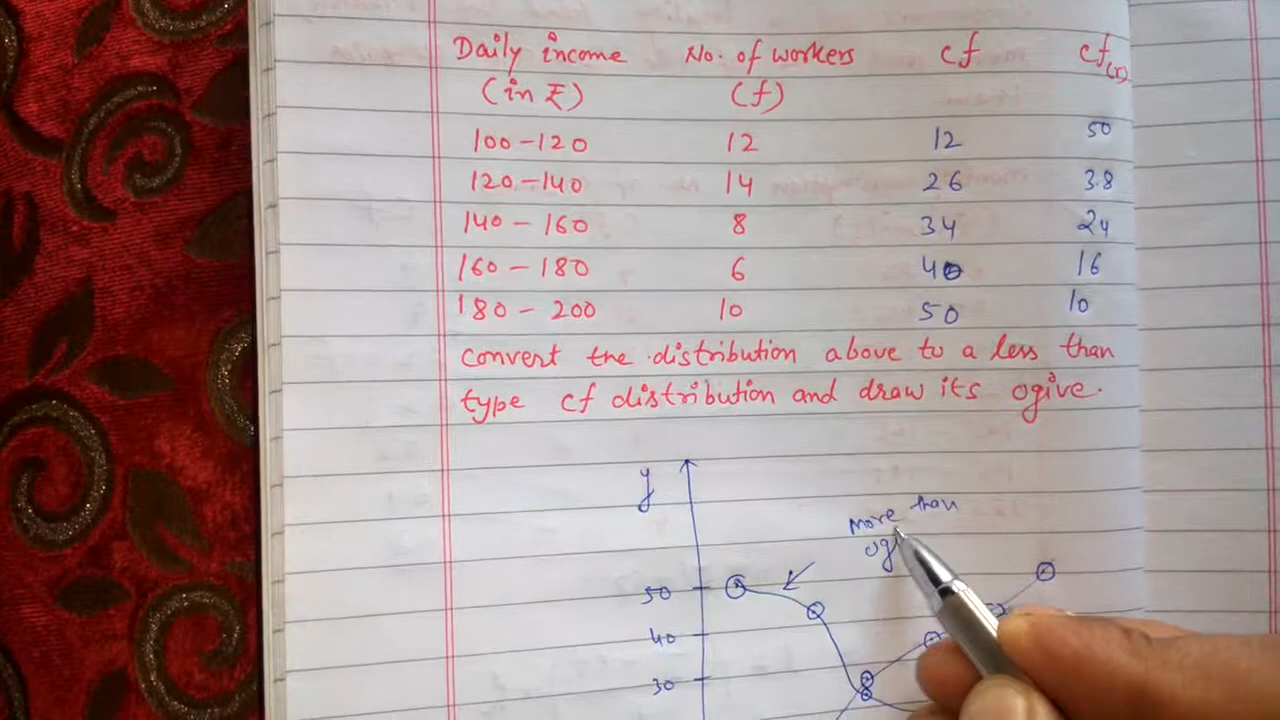 Daily income No. of workers cf cf(x)
(in ₹) (f)
100-120 12 12 50
120-140 14 26 38
140-160 8 34 24
160-180 6 40 16
180-200 10 50 10
convert the distribution above to a less than
type cf distribution and draw its ogive.
y
more than
og
50
40
30